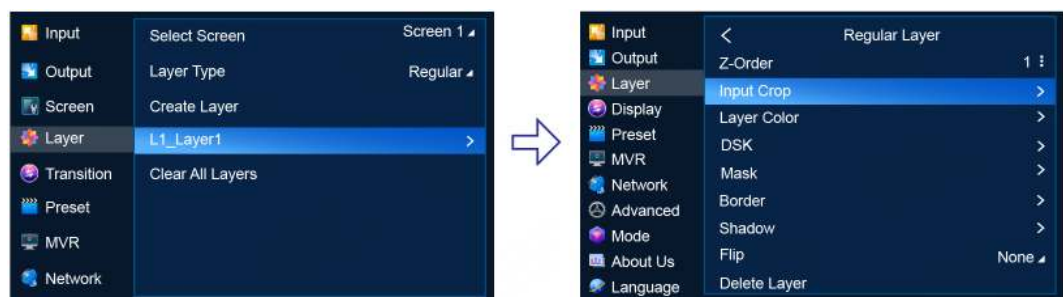 Input
Output
Screen
Layer
Transition
Preset
MVR
Network
Select Screen Screen 1
Layer Type Regular
Create Layer
L1_Layer1 >
Clear All Layers
Input
Output
Layer
Display
Preset
MVR
Network
Advanced
Mode
About Us
Language
< Regular Layer
Z-Order 1
Input Crop >
Layer Color >
DSK >
Mask >
Border >
Shadow >
Flip None
Delete Layer